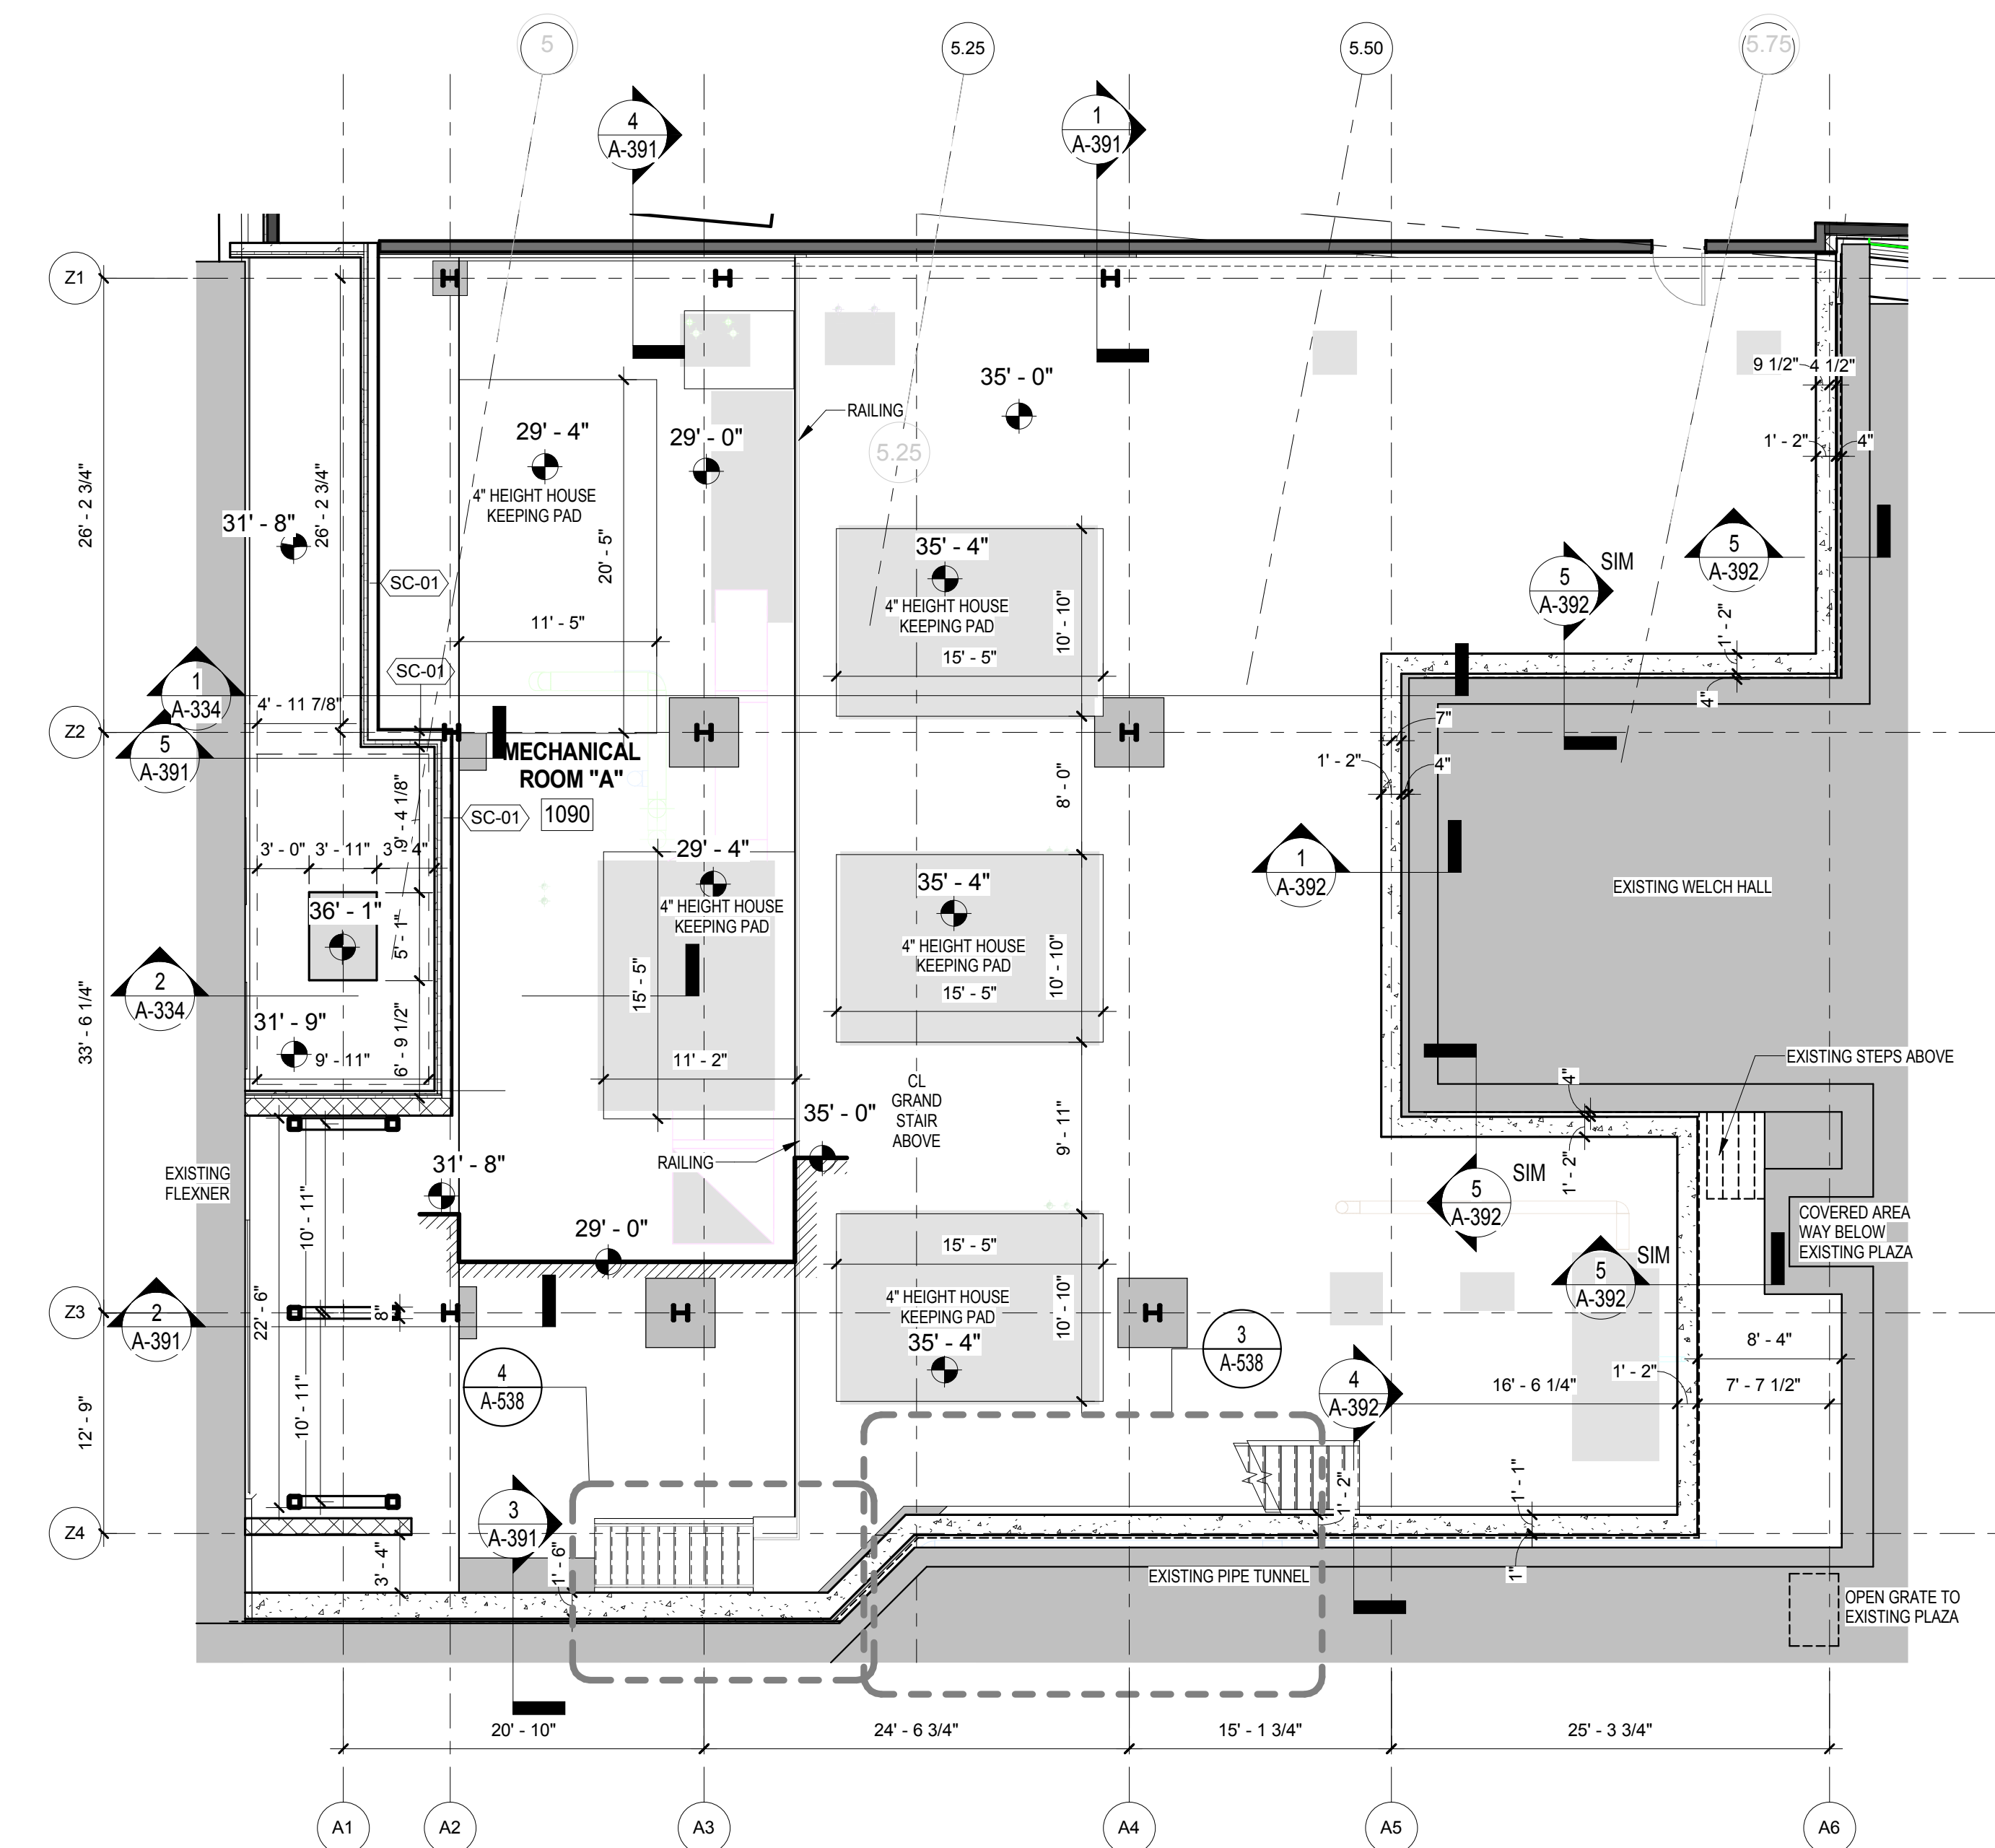 5
5.25
5.50
5.75
4
A-391
1
A-391
Z1
9 1/2"
4 1/2"
35' - 0"
RAILING
29' - 4"
29' - 0"
1' - 2"
4"
5.25
4" HEIGHT HOUSE
KEEPING PAD
26' - 2 3/4"
26' - 2 3/4"
31' - 8"
20' - 5"
35' - 4"
4" HEIGHT HOUSE
KEEPING PAD
10' - 10"
15' - 5"
SIM
5
A-392
5
A-392
SC-01
11' - 5"
1' - 2"
SC-01
1
A-334
4' - 11 7/8"
4"
Z2
7"
5
A-391
MECHANICAL
ROOM "A"
1' - 2"
4"
9' - 4 1/8"
8' - 0"
SC-01
1090
3' - 0"
3' - 11"
3' - 4"
29' - 4"
1
A-392
35' - 4"
EXISTING WELCH HALL
36' - 1"
4" HEIGHT HOUSE
KEEPING PAD
5' - 1"
4" HEIGHT HOUSE
KEEPING PAD
10' - 10"
2
A-334
15' - 5"
15' - 5"
33' - 6 1/4"
31' - 9"
6' - 9 1/2"
9' - 11"
11' - 2"
EXISTING STEPS ABOVE
4"
CL
GRAND
STAIR
ABOVE
35' - 0"
9' - 11"
RAILING
EXISTING
FLEXNER
31' - 8"
1' - 2"
SIM
5
A-392
10' - 11"
COVERED AREA
WAY BELOW
EXISTING PLAZA
29' - 0"
15' - 5"
SIM
5
A-392
22' - 6"
8"
4" HEIGHT HOUSE
KEEPING PAD
35' - 4"
10' - 10"
Z3
2
A-391
3
A-538
8' - 4"
4
A-538
4
A-392
16' - 6 1/4"
1' - 2"
7' - 7 1/2"
10' - 11"
12' - 9"
1' - 2"
1' - 1"
3
A-391
Z4
3' - 4"
1' - 6"
EXISTING PIPE TUNNEL
1"
OPEN GRATE TO
EXISTING PLAZA
20' - 10"
24' - 6 3/4"
15' - 1 3/4"
25' - 3 3/4"
A1
A2
A3
A4
A5
A6